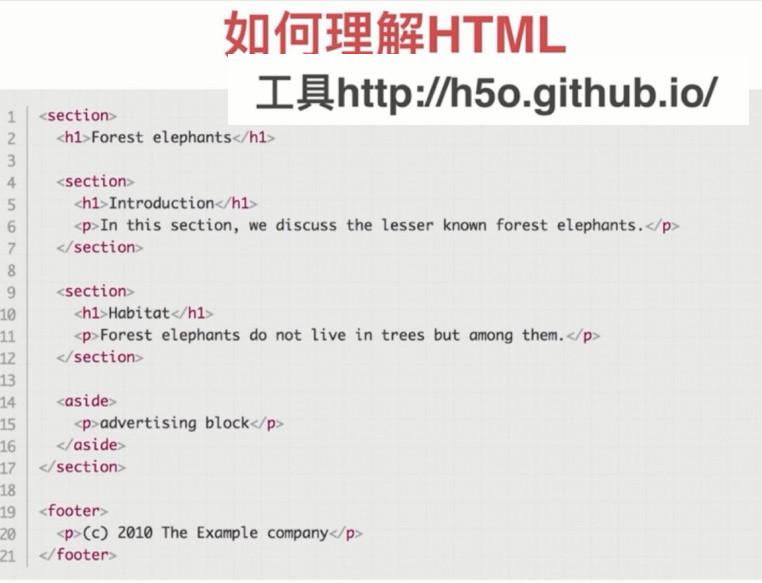 如何理解HTML
工具http://h5o.github.io/
1 <section>
2   <h1>Forest elephants</h1>
3
4   <section>
5     <h1>Introduction</h1>
6     <p>In this section, we discuss the lesser known forest elephants.</p>
7   </section>
8
9   <section>
10     <h1>Habitat</h1>
11     <p>Forest elephants do not live in trees but among them.</p>
12   </section>
13
14   <aside>
15     <p>advertising block</p>
16   </aside>
17 </section>
18
19 <footer>
20   <p>(c) 2010 The Example company</p>
21 </footer>